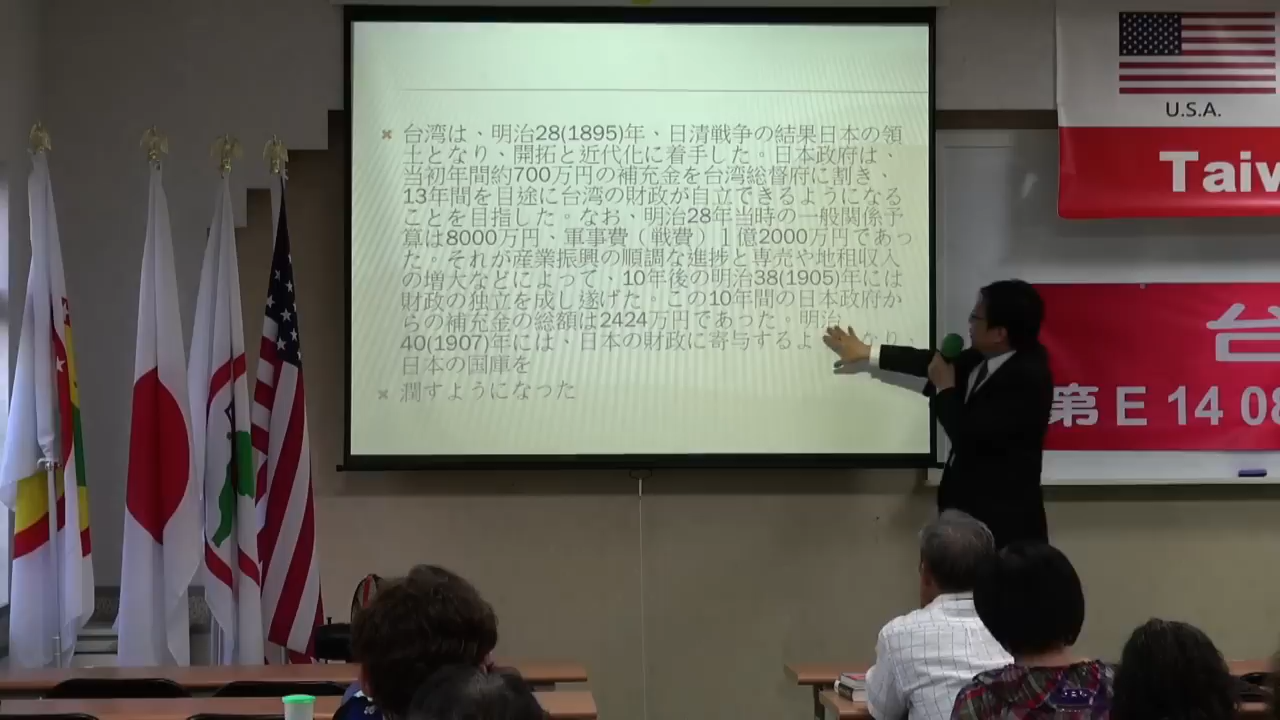 台湾は、明治28(1895)年、日清戦争の結果日本の領
土となり、開拓と近代化に着手した。日本政府は、
当初年間約700万円の補充金を台湾総督府に割き、
13年間を目途に台湾の財政が自立できるようになる
ことを目指した。なお、明治28年当時の一般関係予
算は8000万円、軍事費（戦費）１億2000万円であっ
た。それが産業振興の順調な進捗と専売や地租収入
の増大などによって、10年後の明治38(1905)年には
財政の独立を成し遂げた。この10年間の日本政府か
らの補充金の総額は2424万円であった。明治
40(1907)年には、日本の財政に寄与するよ なり、
日本の国庫を
潤すようになった
U.S.A.
台
第 E 14 08